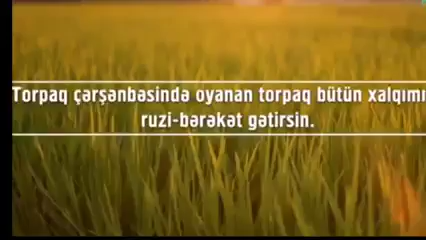 Torpaq çərşənbəsində oyanan torpaq bütün xalqımı
ruzi-bərəkət gətirsin.